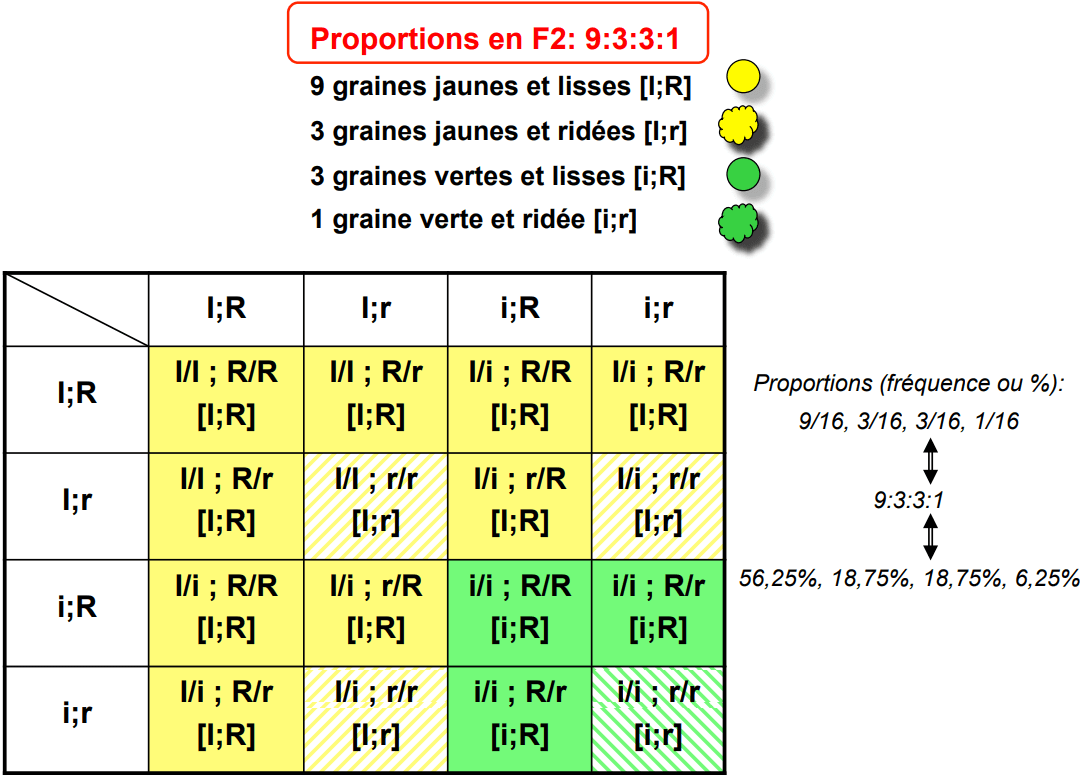 Proportions en F2: 9:3:3:1
9 graines jaunes et lisses [I;R]
3 graines jaunes et ridées [I;r]
3 graines vertes et lisses [i;R]
1 graine verte et ridée [i;r]
I;R I;r i;R i;r
I;R
I/I ; R/R I/I ; R/r I/i ; R/R I/i ; R/r
[I;R] [I;R] [I;R] [I;R]
I;r
I/I ; R/r I/I ; r/r I/i ; r/R I/i ; r/r
[I;R] [I;r] [I;R] [I;r]
i;R
I/i ; R/R I/i ; r/R i/i ; R/R i/i ; R/r
[I;R] [I;R] [i;R] [i;R]
i;r
I/i ; R/r I/i ; r/r i/i ; R/r i/i ; r/r
[I;R] [I;r] [i;R] [i;r]
Proportions (fréquence ou %):
9/16, 3/16, 3/16, 1/16
9:3:3:1
56,25%, 18,75%, 18,75%, 6,25%